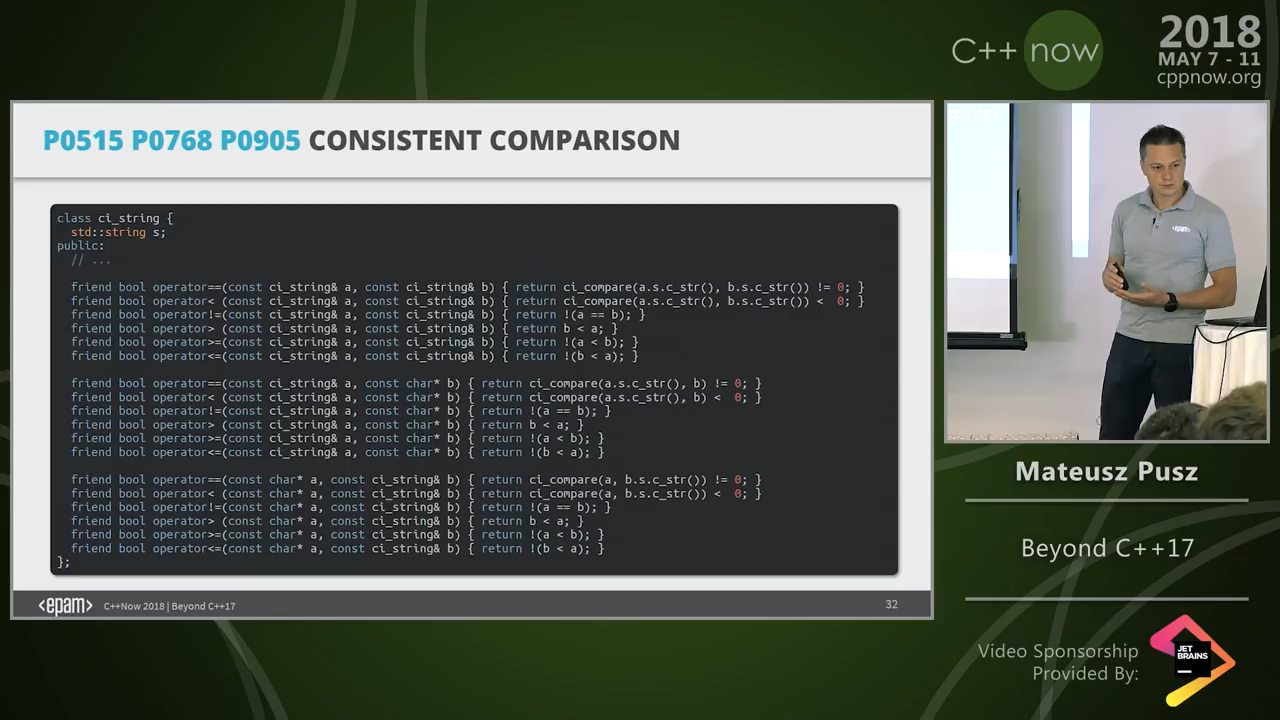 C++ now
2018
MAY 7 - 11
cppnow.org
P0515 P0768 P0905 CONSISTENT COMPARISON
class ci_string {
std::string s;
public:
// ...
friend bool operator==(const ci_string& a, const ci_string& b) { return ci_compare(a.s.c_str(), b.s.c_str()) != 0; }
friend bool operator< (const ci_string& a, const ci_string& b) { return ci_compare(a.s.c_str(), b.s.c_str()) <  0; }
friend bool operator!=(const ci_string& a, const ci_string& b) { return !(a == b); }
friend bool operator> (const ci_string& a, const ci_string& b) { return b < a; }
friend bool operator>=(const ci_string& a, const ci_string& b) { return !(a < b); }
friend bool operator<=(const ci_string& a, const ci_string& b) { return !(b < a); }
friend bool operator==(const ci_string& a, const char* b) { return ci_compare(a.s.c_str(), b) != 0; }
friend bool operator< (const ci_string& a, const char* b) { return ci_compare(a.s.c_str(), b) <  0; }
friend bool operator!=(const ci_string& a, const char* b) { return !(a == b); }
friend bool operator> (const ci_string& a, const char* b) { return b < a; }
friend bool operator>=(const ci_string& a, const char* b) { return !(a < b); }
friend bool operator<=(const ci_string& a, const char* b) { return !(b < a); }
friend bool operator==(const char* a, const ci_string& b) { return ci_compare(a, b.s.c_str()) != 0; }
friend bool operator< (const char* a, const ci_string& b) { return ci_compare(a, b.s.c_str()) <  0; }
friend bool operator!=(const char* a, const ci_string& b) { return !(a == b); }
friend bool operator> (const char* a, const ci_string& b) { return b < a; }
friend bool operator>=(const char* a, const ci_string& b) { return !(a < b); }
friend bool operator<=(const char* a, const ci_string& b) { return !(b < a); }
};
<epam> C++Now 2018 | Beyond C++17
32
<epam>
Mateusz Pusz
Beyond C++17
Video Sponsorship
Provided By:
JET
BRAINS